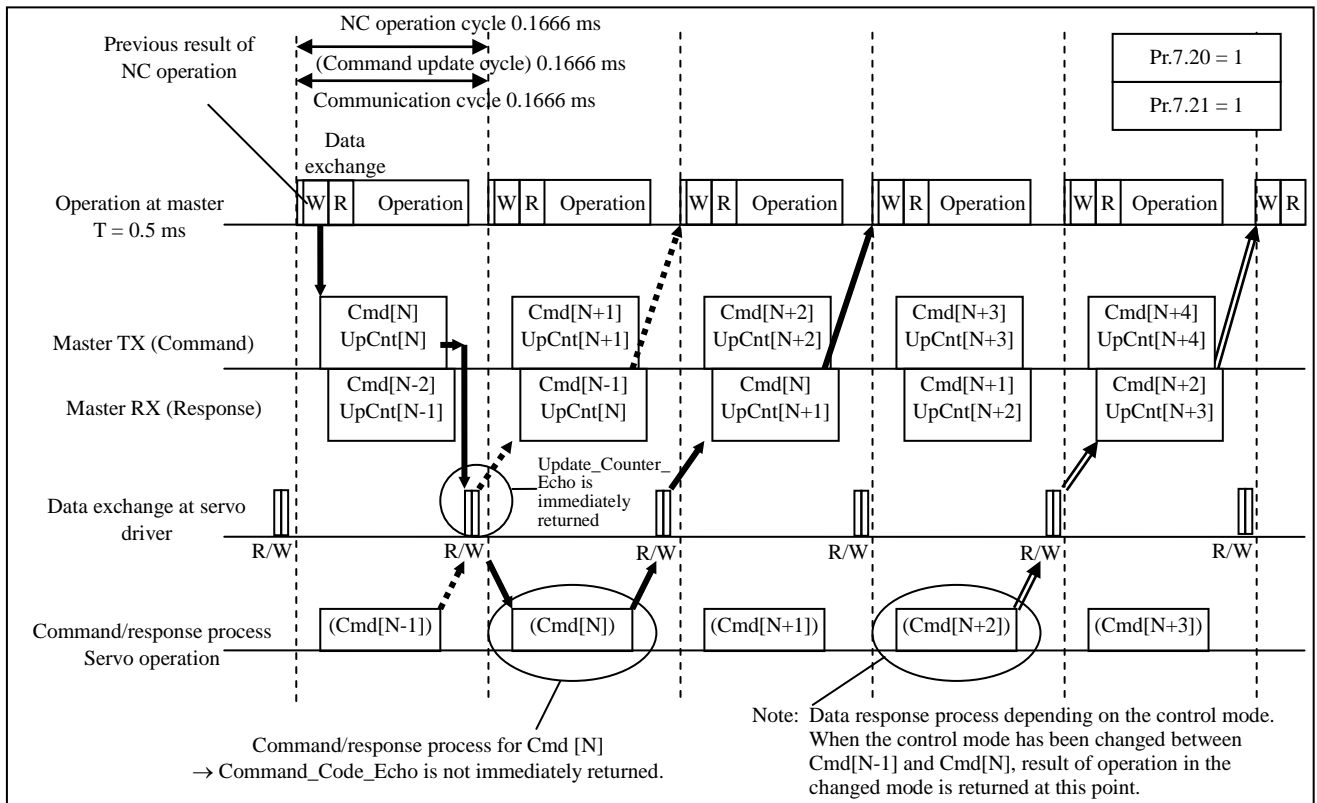 NC operation cycle 0.1666 ms
Previous result of
NC operation
(Command update cycle) 0.1666 ms
Communication cycle 0.1666 ms
Pr.7.20 = 1
Pr.7.21 = 1
Data
exchange
Operation at master
T = 0.5 ms
W R Operation W R Operation W R Operation W R Operation W R Operation W R
Master TX (Command)
Cmd[N]
UpCnt[N]
Cmd[N+1]
UpCnt[N+1]
Cmd[N+2]
UpCnt[N+2]
Cmd[N+3]
UpCnt[N+3]
Cmd[N+4]
UpCnt[N+4]
Master RX (Response)
Cmd[N-2]
UpCnt[N-1]
Cmd[N-1]
UpCnt[N]
Cmd[N]
UpCnt[N+1]
Cmd[N+1]
UpCnt[N+2]
Cmd[N+2]
UpCnt[N+3]
Update_Counter_
Echo is
immediately
returned
Data exchange at servo
driver
R/W R/W R/W R/W R/W R/W
Command/response process
Servo operation
(Cmd[N-1]) (Cmd[N]) (Cmd[N+1]) (Cmd[N+2]) (Cmd[N+3])
Command/response process for Cmd [N]
→ Command_Code_Echo is not immediately returned.
Note: Data response process depending on the control mode.
When the control mode has been changed between
Cmd[N-1] and Cmd[N], result of operation in the
changed mode is returned at this point.